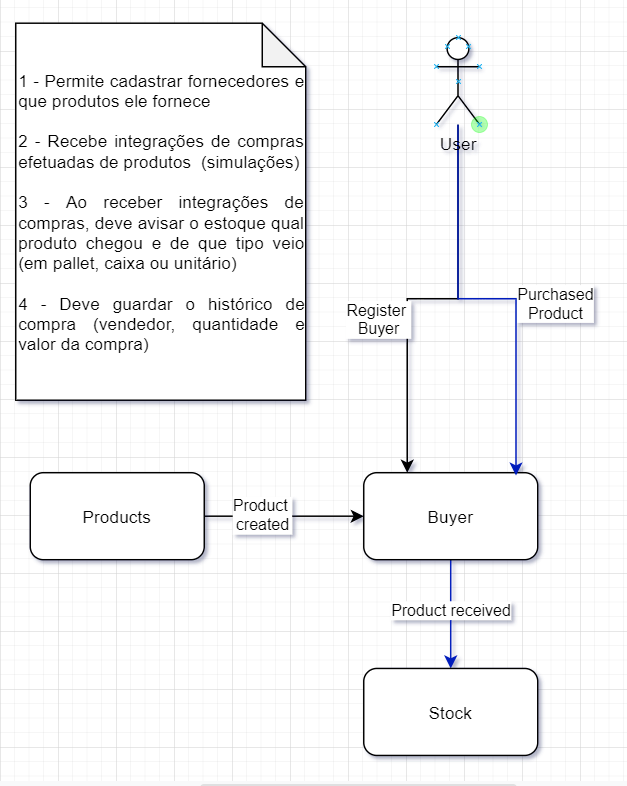 1 - Permite cadastrar fornecedores e
que produtos ele fornece
2 - Recebe integrações de compras
efetuadas de produtos (simulações)
3 - Ao receber integrações de
compras, deve avisar o estoque qual
produto chegou e de que tipo veio
(em pallet, caixa ou unitário)
4 - Deve guardar o histórico de
compra (vendedor, quantidade e
valor da compra)
User
Register
Buyer
Purchased
Product
Products
Product
created
Buyer
Product received
Stock